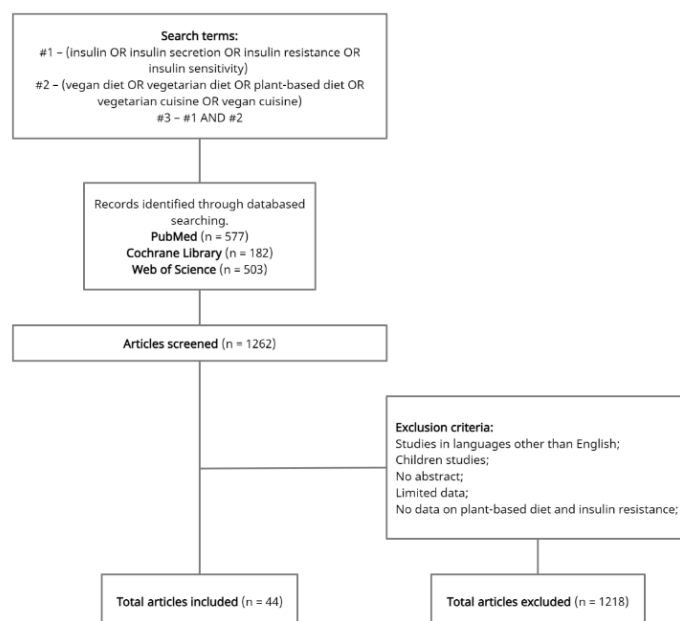 Search terms:
#1 – (insulin OR insulin secretion OR insulin resistance OR
insulin sensitivity)
#2 – (vegan diet OR vegetarian diet OR plant-based diet OR
vegetarian cuisine OR vegan cuisine)
#3 – #1 AND #2
Records identified through databased
searching.
PubMed (n = 577)
Cochrane Library (n = 182)
Web of Science (n = 503)
Articles screened (n = 1262)
Exclusion criteria:
Studies in languages other than English;
Children studies;
No abstract;
Limited data;
No data on plant-based diet and insulin resistance;
Total articles included (n = 44)
Total articles excluded (n = 1218)